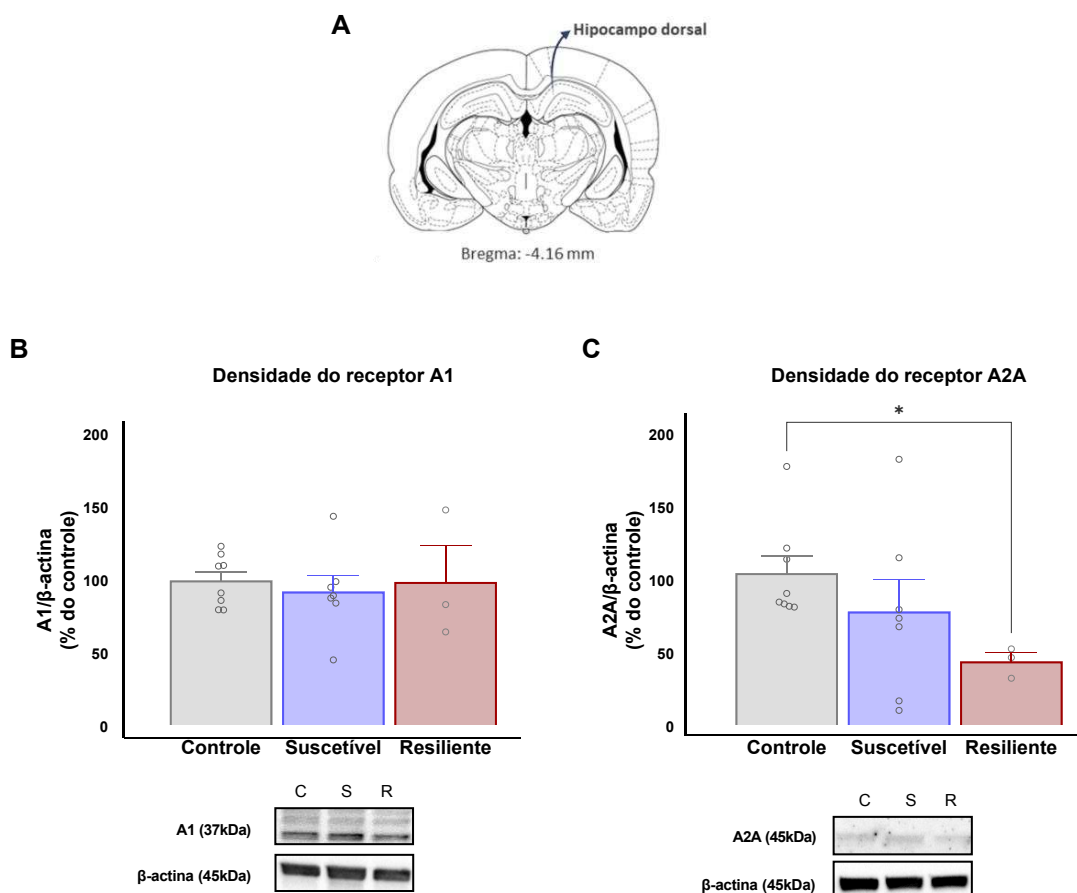 A
Hipocampo dorsal
Bregma: -4.16 mm
B
Densidade do receptor A1
A1/β-actina
(% do controle)
200
150
100
50
0
Controle Suscetível Resiliente
C S R
A1 (37kDa)
β-actina (45kDa)
C
Densidade do receptor A2A
*
A2A/β-actina
(% do controle)
200
150
100
50
0
Controle Suscetível Resiliente
C S R
A2A (45kDa)
β-actina (45kDa)